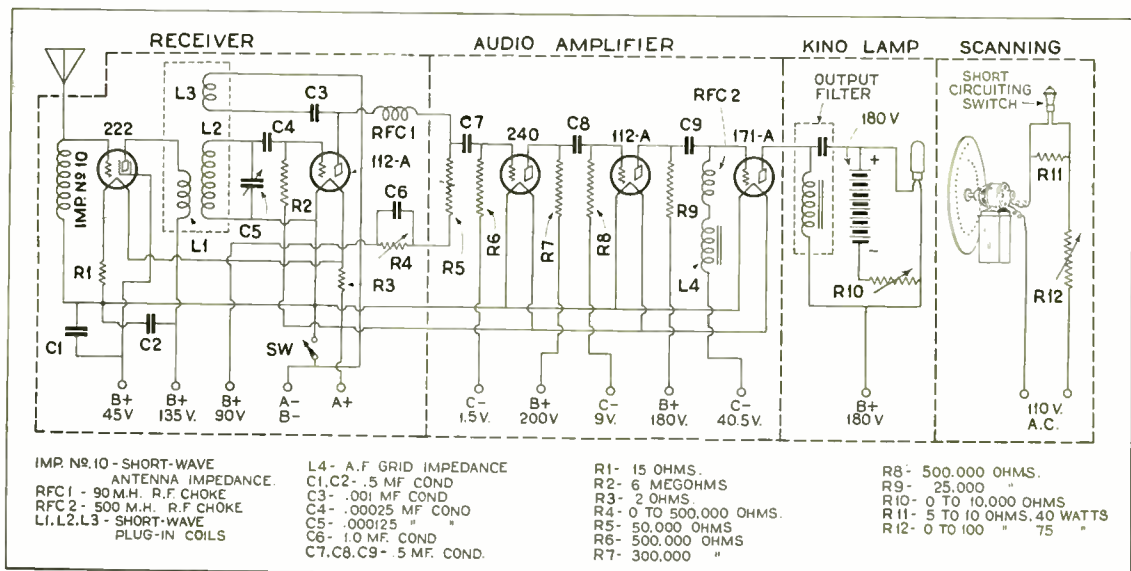 RECEIVER
AUDIO AMPLIFIER
KINO LAMP
SCANNING
OUTPUT
FILTER
SHORT
CIRCUITING
SWITCH
180 V
L3
C3
RFC1
RFC 2
222
L2
C4
112-A
C7
240
C8
112-A
C9
171-A
+
IMP. Nº 10
R2
C5
C6
R4
R5
R6
R7
R8
R9
L4
-
R10
R11
R12
L1
R1
R3
C1
C2
SW
B+
45V
B+
135V.
B+
90V
A-
B-
A+
C-
1.5V.
B+
200V
C-
9V.
B+
180V.
C-
40.5V.
B+
180V
110 V.
A.C.
IMP. Nº.10 - SHORT-WAVE
ANTENNA IMPEDANCE.
RFC 1 - 90 M.H. R.F. CHOKE
RFC 2 - 500 M.H. R.F CHOKE
L1.L2.L3 - SHORT-WAVE
PLUG-IN COILS
L4 - A.F GRID IMPEDANCE
C1,C2 - .5 MF COND
C3 - .001 MF COND
C4 - .00025 MF COND
C5 - .000125 " "
C6 - 1.0 MF. COND
C7.C8.C9 - .5 MF. COND.
R1- 15 OHMS.
R2- 6 MEGOHMS
R3- 2 OHMS.
R4- 0 TO 500,000 OHMS.
R5- 50.000 OHMS
R6- 500,000 OHMS
R7- 300,000 "
R8- 500.000 OHMS.
R9- 25.000 "
R10- 0 TO 10,000 OHMS
R11- 5 TO 10 OHMS, 40 WATTS
R12- 0 TO 100 " 75 "